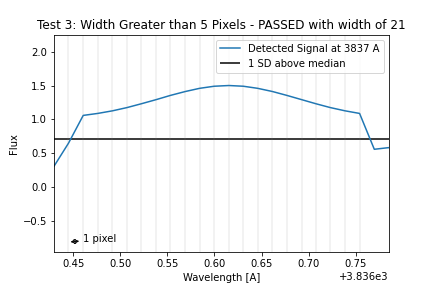 Test 3: Width Greater than 5 Pixels - PASSED with width of 21
Detected Signal at 3837 A
1 SD above median
2.0
1.5
1.0
0.5
0.0
−0.5
Flux
1 pixel
0.45 0.50 0.55 0.60 0.65 0.70 0.75
Wavelength [A]
+3.836e3